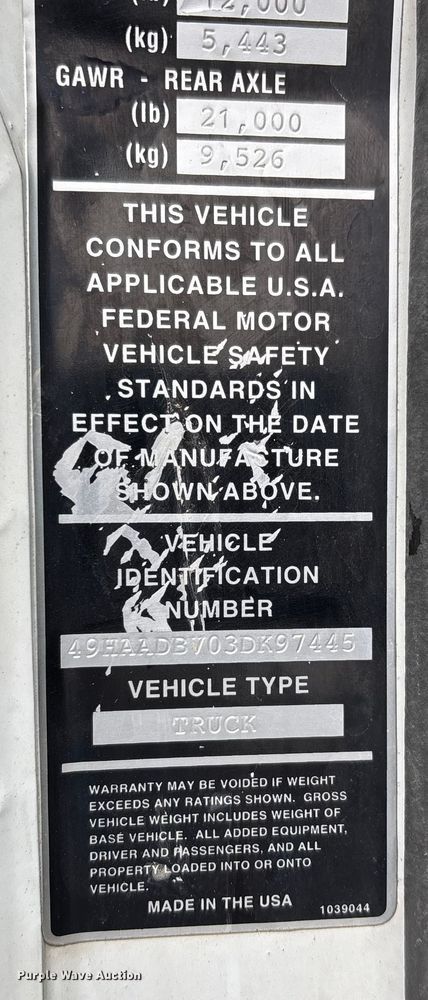 (kg) 5,443
GAWR - REAR AXLE
(lb) 21,000
(kg) 9,526
THIS VEHICLE
CONFORMS TO ALL
APPLICABLE U.S.A.
FEDERAL MOTOR
VEHICLE SAFETY
STANDARDS IN
EFFECT ON THE DATE
OF MANUFACTURE
SHOWN ABOVE.
VEHICLE
IDENTIFICATION
NUMBER
49HAADBV03DK97445
VEHICLE TYPE
TRUCK
WARRANTY MAY BE VOIDED IF WEIGHT
EXCEEDS ANY RATINGS SHOWN. GROSS
VEHICLE WEIGHT INCLUDES WEIGHT OF
BASE VEHICLE. ALL ADDED EQUIPMENT,
DRIVER AND PASSENGERS, AND ALL
PROPERTY LOADED INTO OR ONTO
VEHICLE.
MADE IN THE USA
1039044
Purple Wave Auction